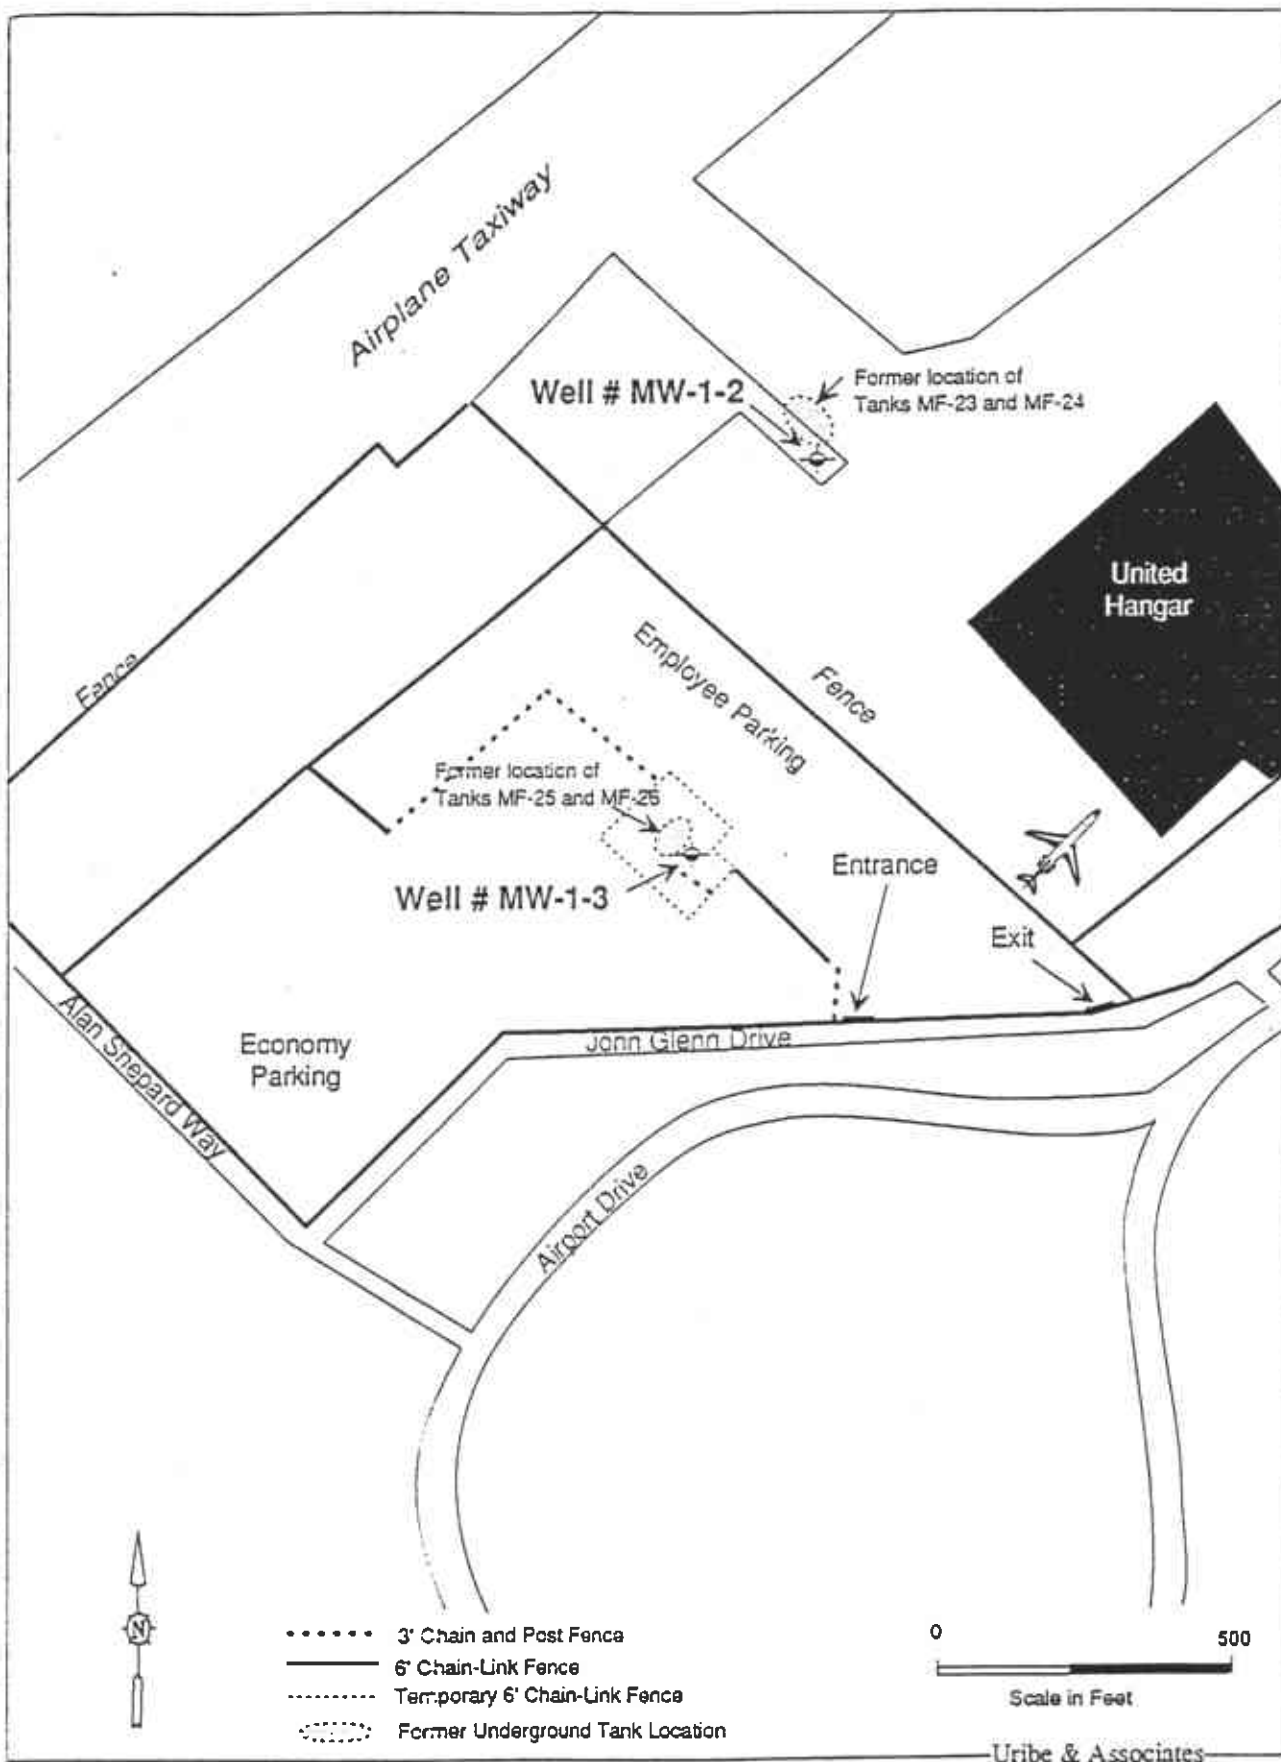 Airplane Taxiway
Well # MW-1-2
Former location of
Tanks MF-23 and MF-24
United
Hangar
Fence
Employee Parking
Fence
Former location of
Tanks MF-25 and MF-26
Well # MW-1-3
Entrance
Exit
Alan Shepard Way
Economy
Parking
John Glenn Drive
Airport Drive
N
3' Chain and Post Fence
6' Chain-Link Fence
Temporary 6' Chain-Link Fence
Former Underground Tank Location
0 500
Scale in Feet
Uribe & Associates